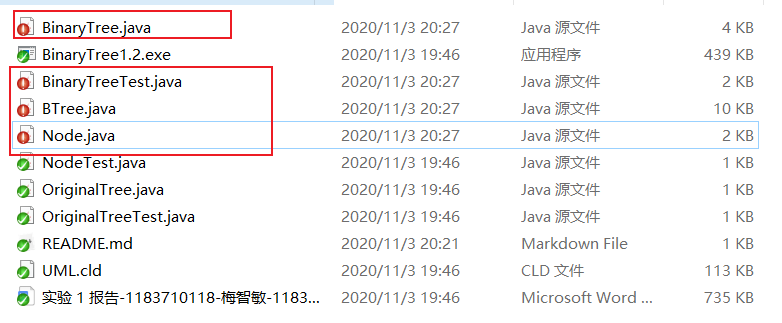 BinaryTree.java 2020/11/3 20:27 Java 源文件 4 KB
BinaryTree1.2.exe 2020/11/3 19:46 应用程序 439 KB
BinaryTreeTest.java 2020/11/3 20:27 Java 源文件 2 KB
BTree.java 2020/11/3 20:27 Java 源文件 10 KB
Node.java 2020/11/3 20:27 Java 源文件 2 KB
NodeTest.java 2020/11/3 19:46 Java 源文件 1 KB
OriginalTree.java 2020/11/3 19:46 Java 源文件 1 KB
OriginalTreeTest.java 2020/11/3 19:46 Java 源文件 1 KB
README.md 2020/11/3 20:21 Markdown File 1 KB
UML.cld 2020/11/3 19:46 CLD 文件 113 KB
实验 1 报告-1183710118-梅智敏-1183... 2020/11/3 19:46 Microsoft Word ... 735 KB